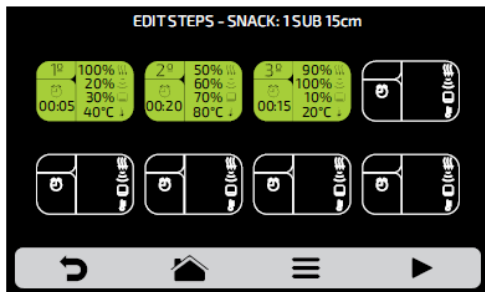 EDIT STEPS - SNACK: 1 SUB 15cm
1º 100%
20%
30%
00:05 40°C
2º 50%
60%
70%
00:20 80°C
3º 90%
100%
10%
00:15 20°C